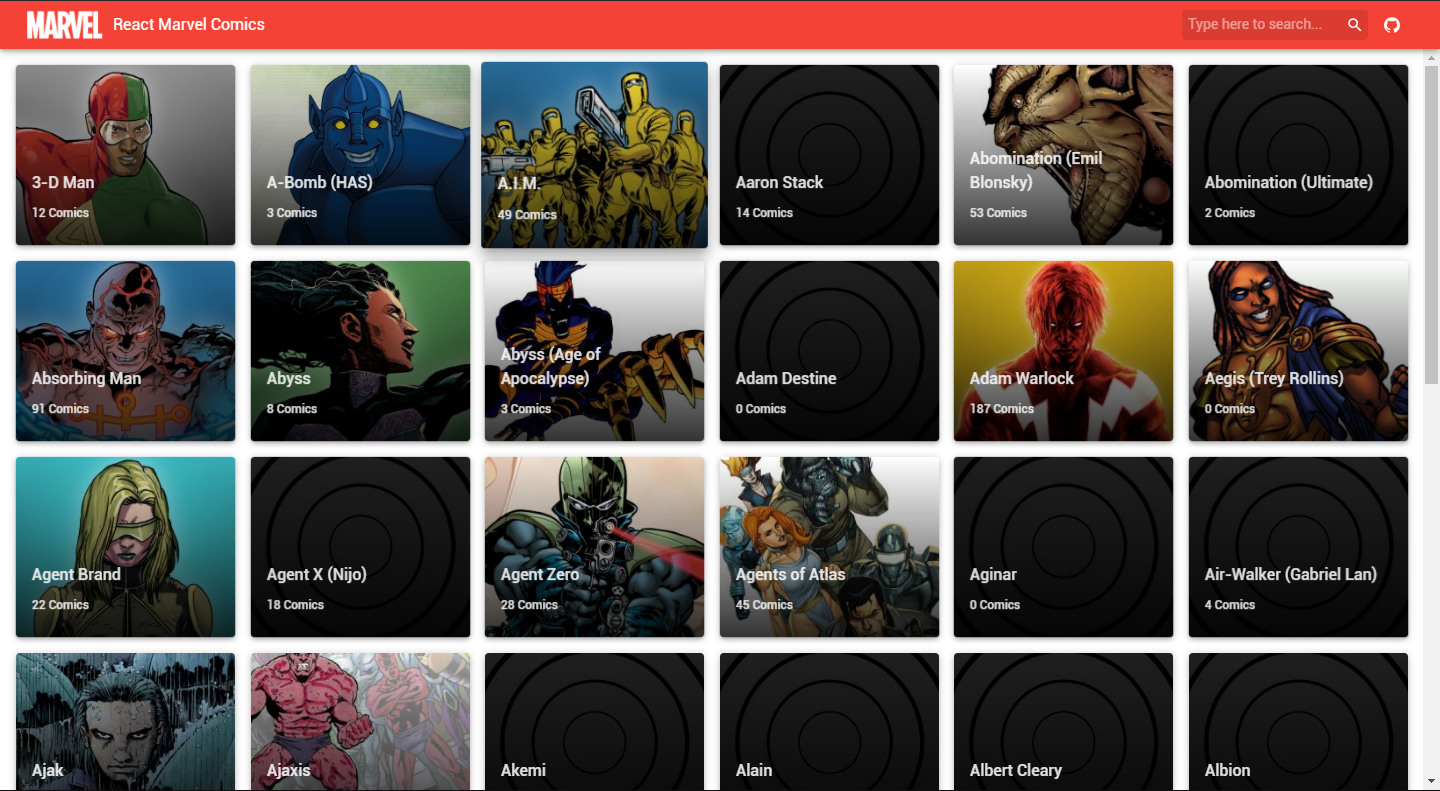 MARVEL React Marvel Comics Type here to search...
3-D Man
12 Comics
A-Bomb (HAS)
3 Comics
A.I.M.
49 Comics
Aaron Stack
14 Comics
Abomination (Emil
Blonsky)
53 Comics
Abomination (Ultimate)
2 Comics
Absorbing Man
91 Comics
Abyss
8 Comics
Abyss (Age of
Apocalypse)
3 Comics
Adam Destine
0 Comics
Adam Warlock
187 Comics
Aegis (Trey Rollins)
0 Comics
Agent Brand
22 Comics
Agent X (Nijo)
18 Comics
Agent Zero
28 Comics
Agents of Atlas
45 Comics
Aginar
0 Comics
Air-Walker (Gabriel Lan)
4 Comics
Ajak
Ajaxis
Akemi
Alain
Albert Cleary
Albion